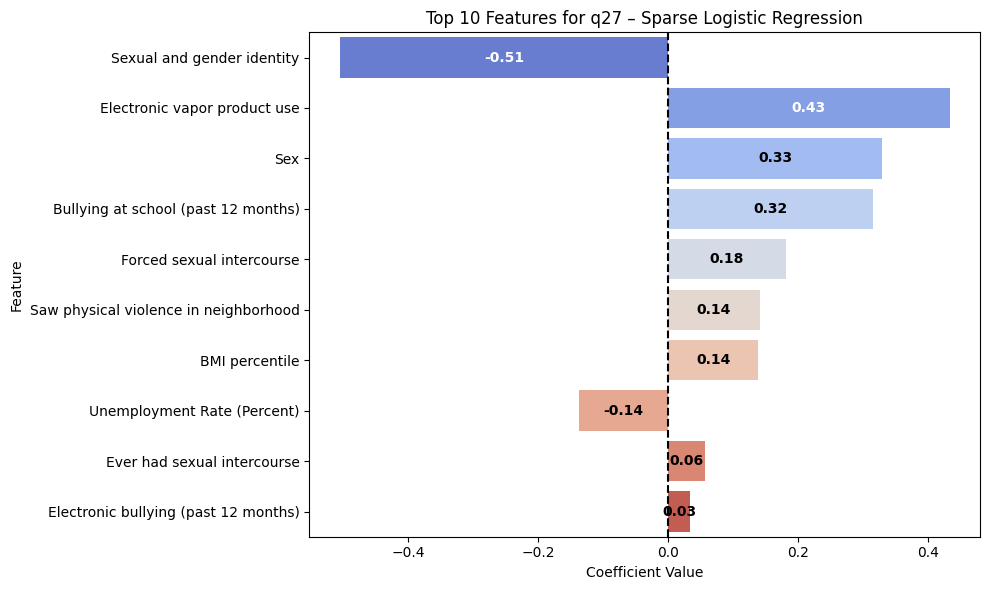 Top 10 Features for q27 – Sparse Logistic Regression
Feature
Sexual and gender identity
-0.51
Electronic vapor product use
0.43
Sex
0.33
Bullying at school (past 12 months)
0.32
Forced sexual intercourse
0.18
Saw physical violence in neighborhood
0.14
BMI percentile
0.14
Unemployment Rate (Percent)
-0.14
Ever had sexual intercourse
0.06
Electronic bullying (past 12 months)
0.03
−0.4 −0.2 0.0 0.2 0.4
Coefficient Value